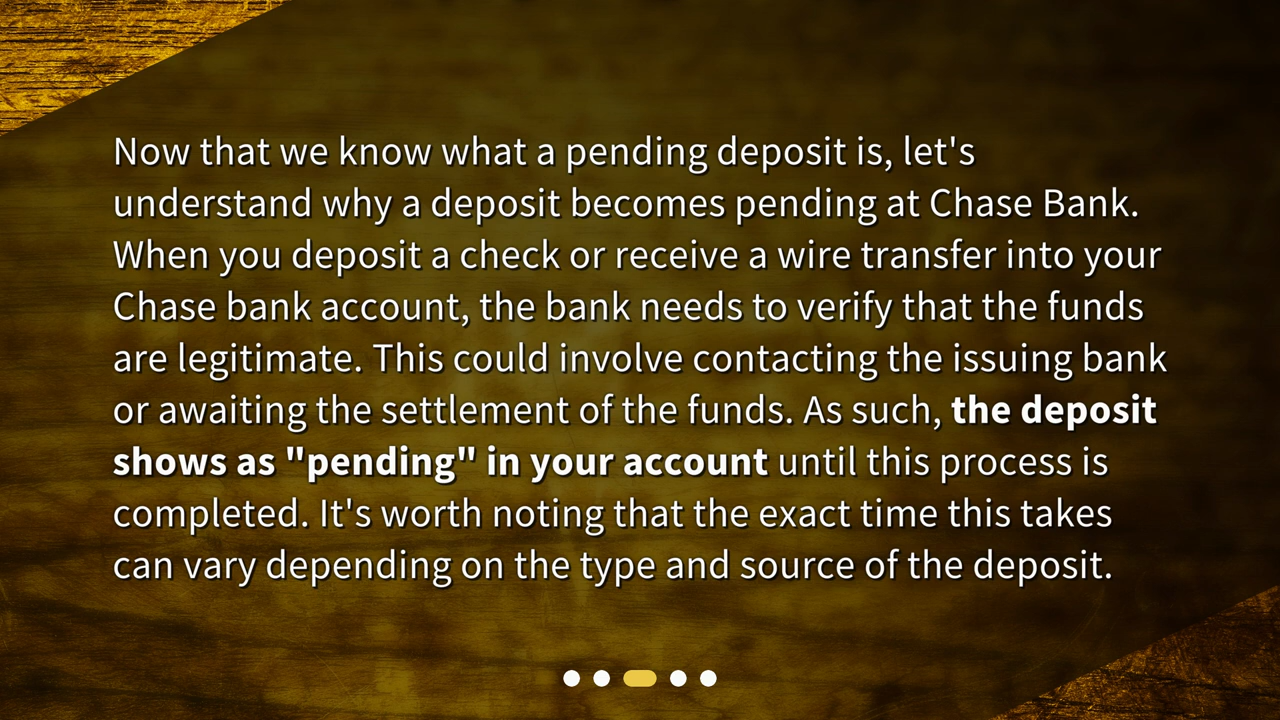 Now that we know what a pending deposit is, let's
understand why a deposit becomes pending at Chase Bank.
When you deposit a check or receive a wire transfer into your
Chase bank account, the bank needs to verify that the funds
are legitimate. This could involve contacting the issuing bank
or awaiting the settlement of the funds. As such, the deposit
shows as "pending" in your account until this process is
completed. It's worth noting that the exact time this takes
can vary depending on the type and source of the deposit.